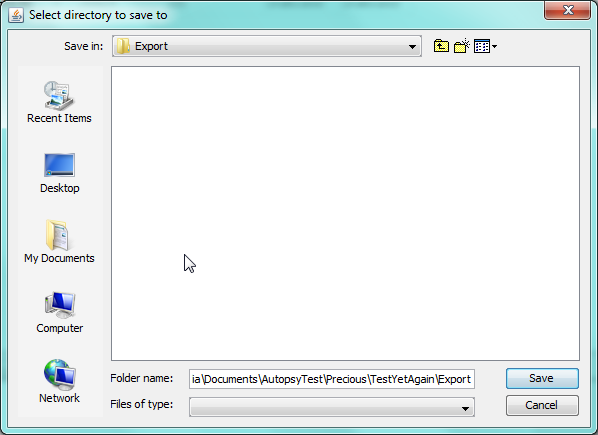 Select directory to save to
Save in:
Export
Recent Items
Desktop
My Documents
Computer
Network
Folder name:
ia\Documents\AutopsyTest\Precious\TestYetAgain\Export
Save
Files of type:
Cancel